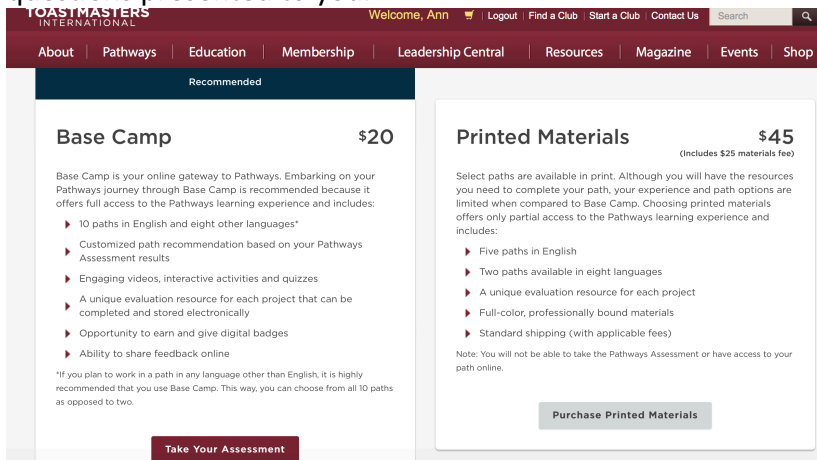 TOASTMASTERS
INTERNATIONAL
Welcome, Ann | Logout | Find a Club | Start a Club | Contact Us Search
About | Pathways | Education | Membership | Leadership Central | Resources | Magazine | Events | Shop
Recommended
Base Camp $20
Base Camp is your online gateway to Pathways. Embarking on your
Pathways journey through Base Camp is recommended because it
offers full access to the Pathways learning experience and includes:
10 paths in English and eight other languages*
Customized path recommendation based on your Pathways
Assessment results
Engaging videos, interactive activities and quizzes
A unique evaluation resource for each project that can be
completed and stored electronically
Opportunity to earn and give digital badges
Ability to share feedback online
*If you plan to work in a path in any language other than English, it is highly
recommended that you use Base Camp. This way, you can choose from all 10 paths
as opposed to two.
Take Your Assessment
Printed Materials $45
(Includes $25 materials fee)
Select paths are available in print. Although you will have the resources
you need to complete your path, your experience and path options are
limited when compared to Base Camp. Choosing printed materials
offers only partial access to the Pathways learning experience and
includes:
Five paths in English
Two paths available in eight languages
A unique evaluation resource for each project
Full-color, professionally bound materials
Standard shipping (with applicable fees)
Note: You will not be able to take the Pathways Assessment or have access to your
path online.
Purchase Printed Materials